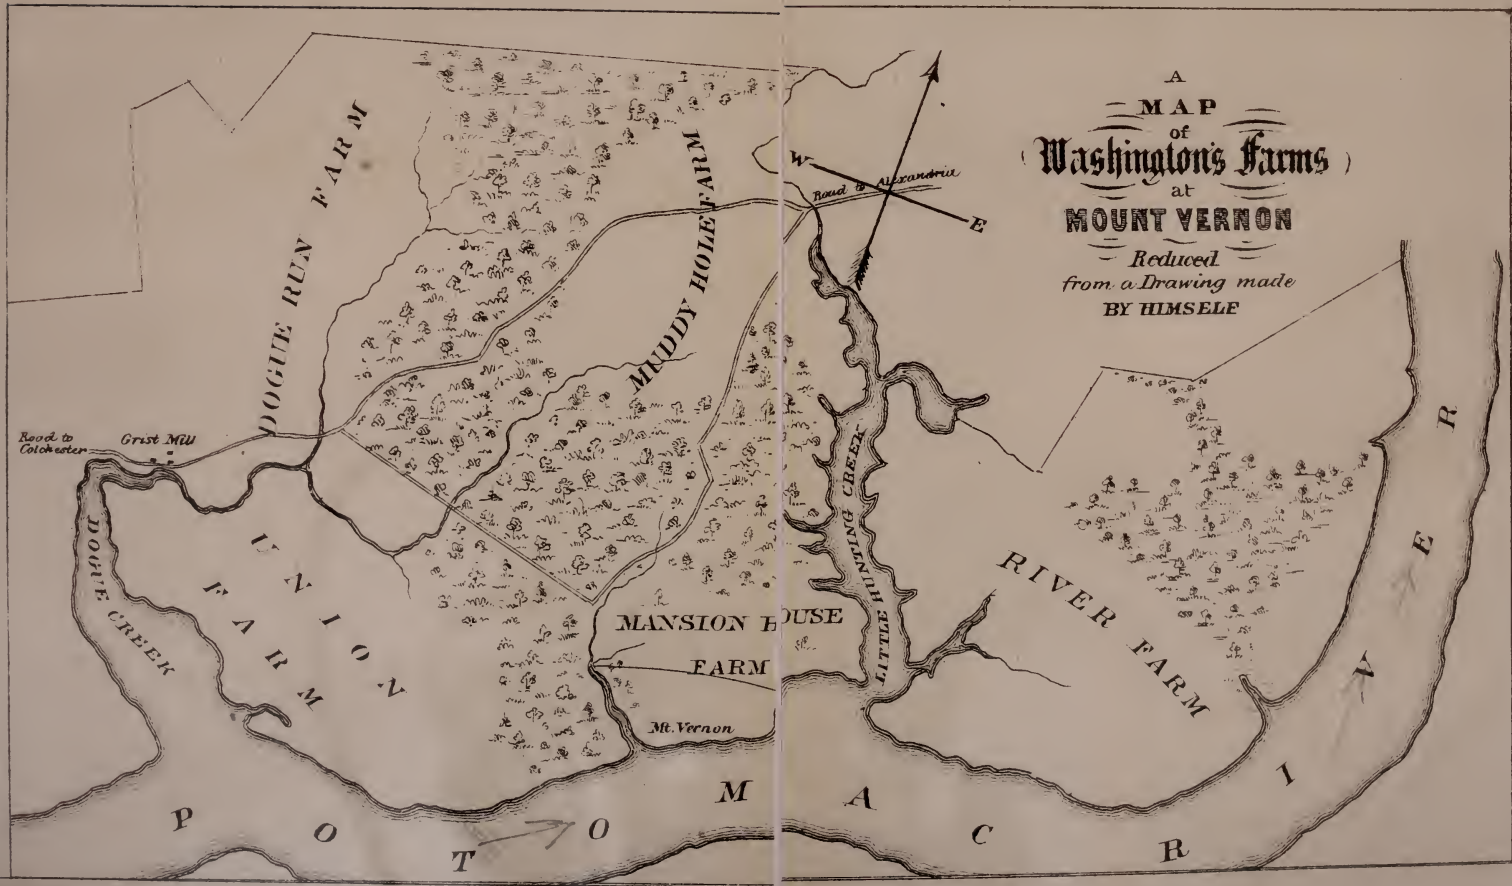 A
MAP
of
Washington's Farms
at
MOUNT VERNON
Reduced
from a Drawing made
BY HIMSELF
W
E
Road to Alexandria
DOGUE RUN FARM
MUDDY HOLE FARM
Road to
Colchester
Grist Mill
DOGUE CREEK
UNION
FARM
MANSION HOUSE
FARM
Mt. Vernon
LITTLE HUNTING CREEK
RIVER FARM
POTOMAC RIVER